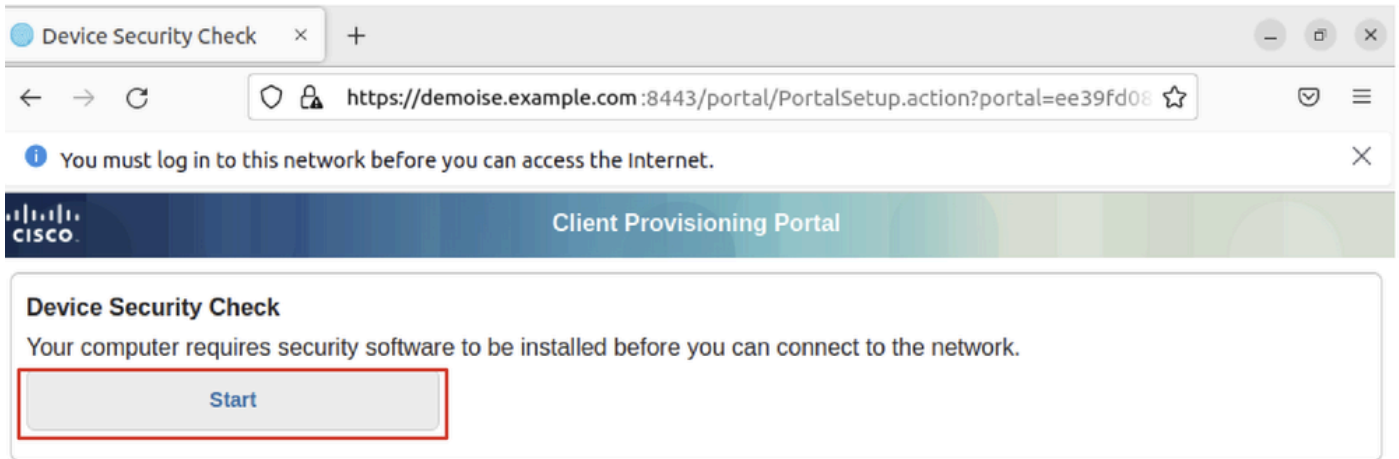 Device Security Check
https://demoise.example.com:8443/portal/PortalSetup.action?portal=ee39fd08
You must log in to this network before you can access the Internet.
CISCO
Client Provisioning Portal
Device Security Check
Your computer requires security software to be installed before you can connect to the network.
Start